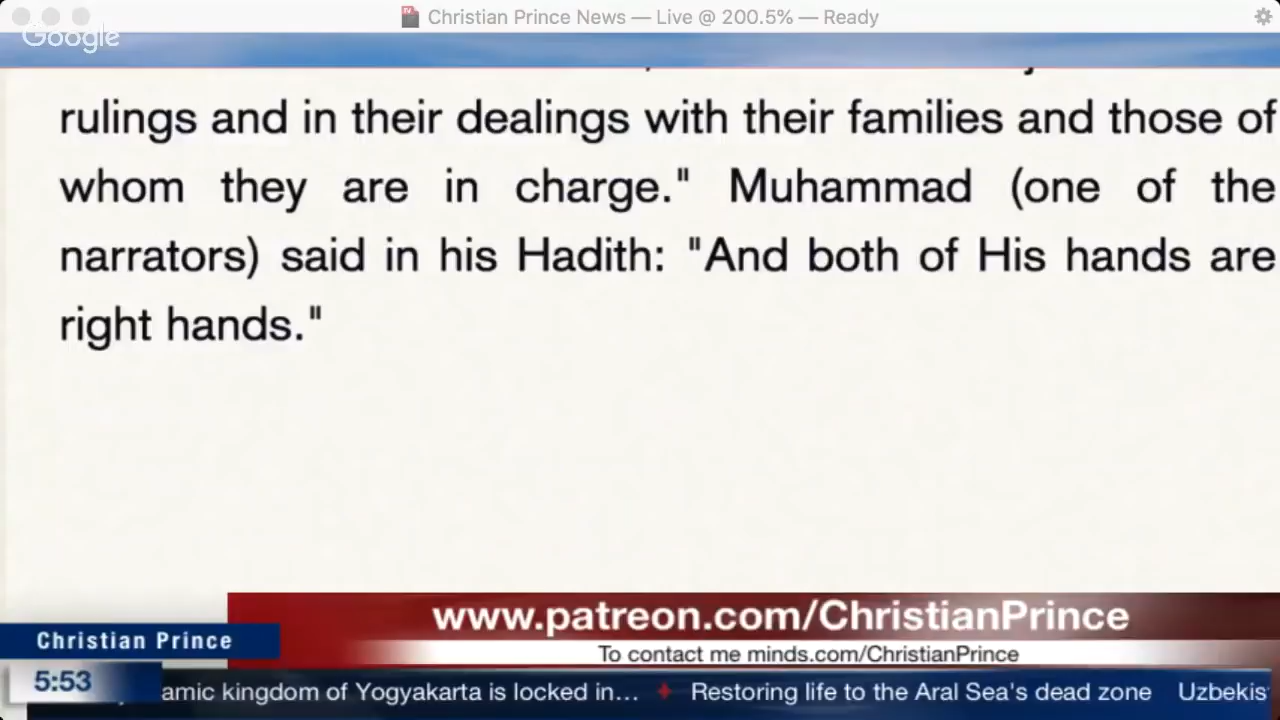 Christian Prince News — Live @ 200.5% — Ready
Google
rulings and in their dealings with their families and those of
whom they are in charge." Muhammad (one of the
narrators) said in his Hadith: "And both of His hands are
right hands."
www.patreon.com/ChristianPrince
Christian Prince
To contact me minds.com/ChristianPrince
5:53
amic kingdom of Yogyakarta is locked in... Restoring life to the Aral Sea's dead zone Uzbekis